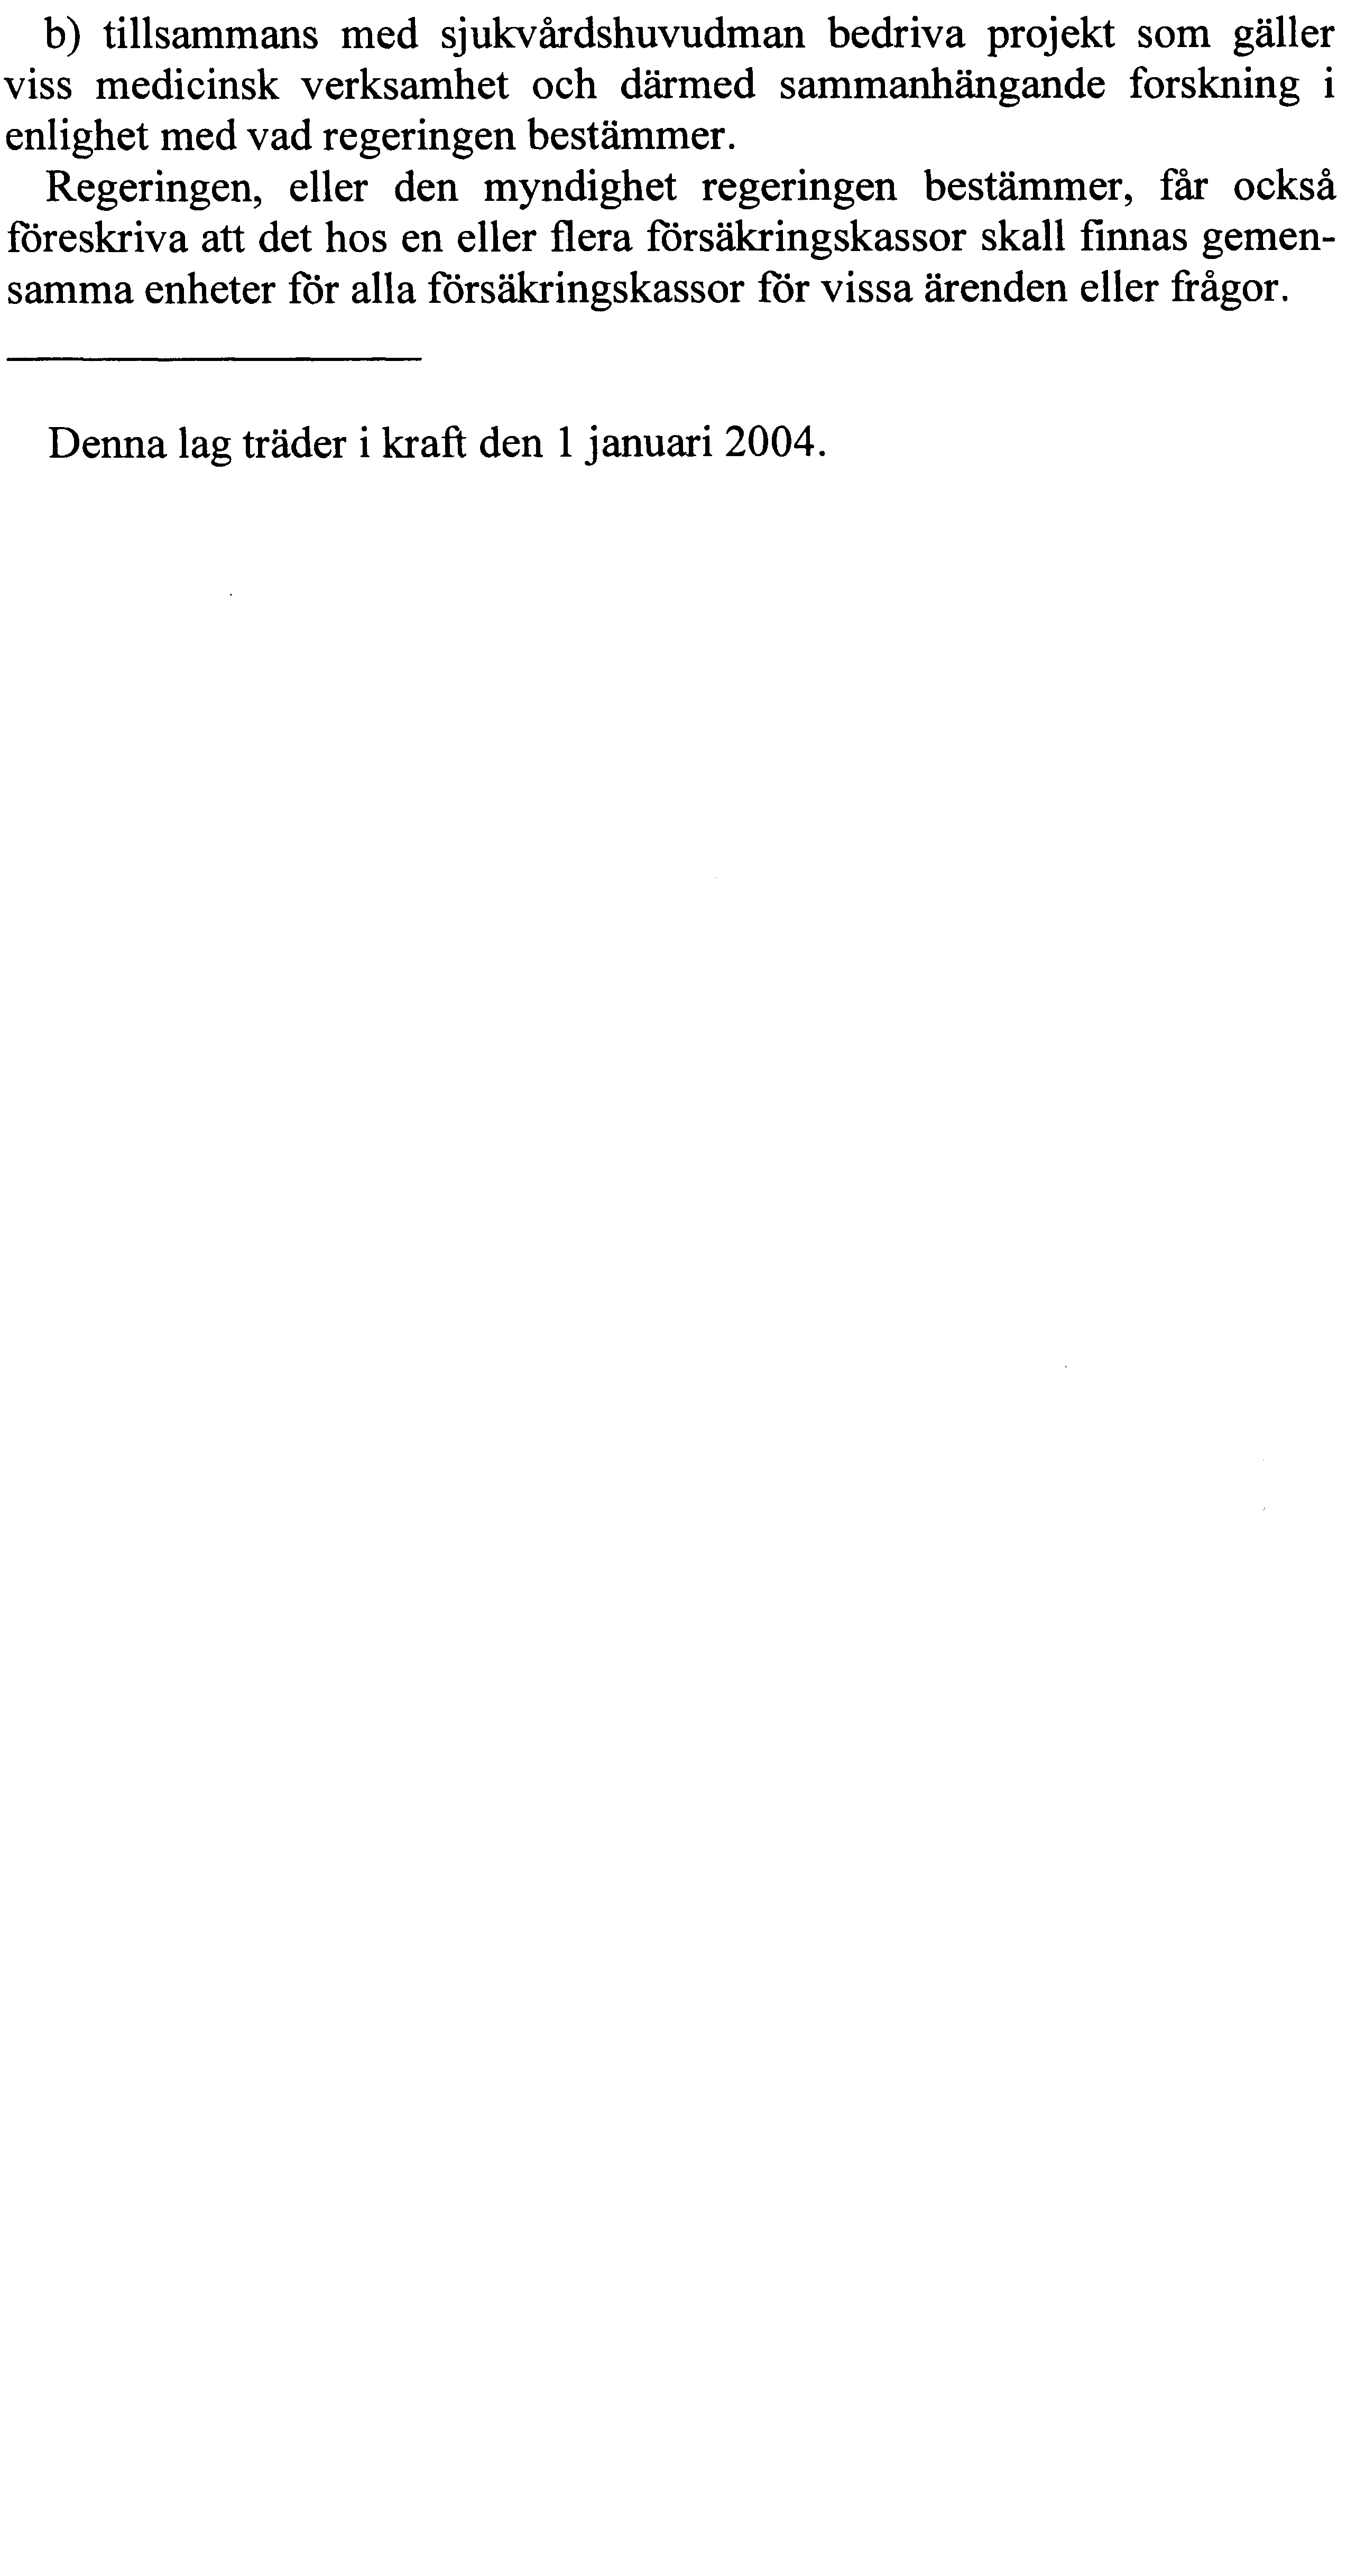 b) tillsammans med sjukvårdshuvudman bedriva projekt som gäller
viss medicinsk verksamhet och därmed sammanhängande forskning i
enlighet med vad regeringen bestämmer.
Regeringen, eller den myndighet regeringen bestämmer, får också
föreskriva att det hos en eller flera försäkringskassor skall finnas gemen-
samma enheter för alla försäkringskassor för vissa ärenden eller frågor.
Denna lag träder i kraft den 1 januari 2004.